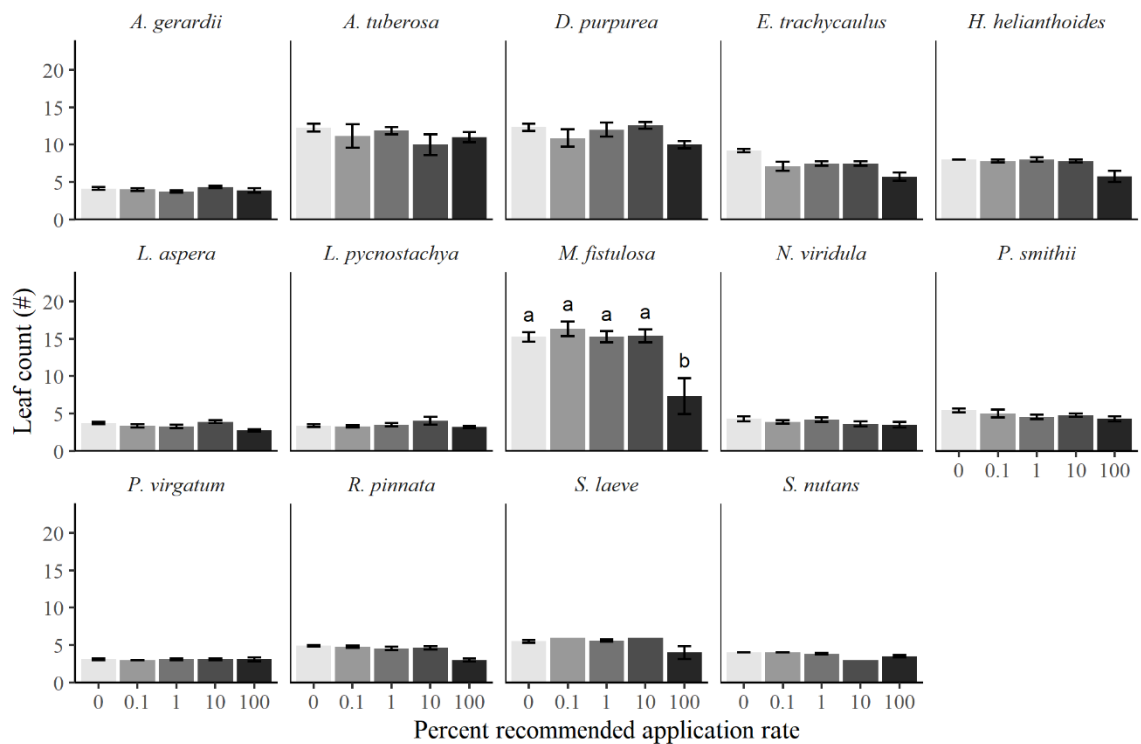 A. gerardii A. tuberosa D. purpurea E. trachycaulus H. helianthoides
20
15
10
5
0
L. aspera L. pycnostachya M. fistulosa N. viridula P. smithii
20
15
10
5
0
a a a a b
0 0.1 1 10 100
P. virgatum R. pinnata S. laeve S. nutans
20
15
10
5
0
0 0.1 1 10 100 0 0.1 1 10 100 0 0.1 1 10 100 0 0.1 1 10 100
Leaf count (#)
Percent recommended application rate